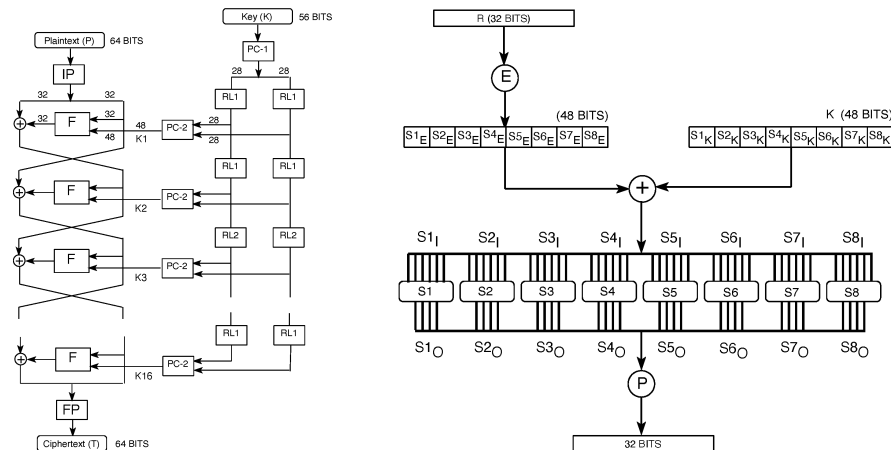 Key (K) 56 BITS
Plaintext (P) 64 BITS
PC-1
IP
28 28
32 32
RL1 RL1
32 F 32
48 K1 48 PC-2 28 28
RL1 RL1
F K2 PC-2
RL2 RL2
F K3 PC-2
RL1 RL1
F K16 PC-2
FP
Ciphertext (T) 64 BITS
R (32 BITS)
E
(48 BITS) K (48 BITS)
S1E S2E S3E S4E S5E S6E S7E S8E S1K S2K S3K S4K S5K S6K S7K S8K
S1I S2I S3I S4I S5I S6I S7I S8I
S1 S2 S3 S4 S5 S6 S7 S8
S1O S2O S3O S4O S5O S6O S7O S8O
P
32 BITS